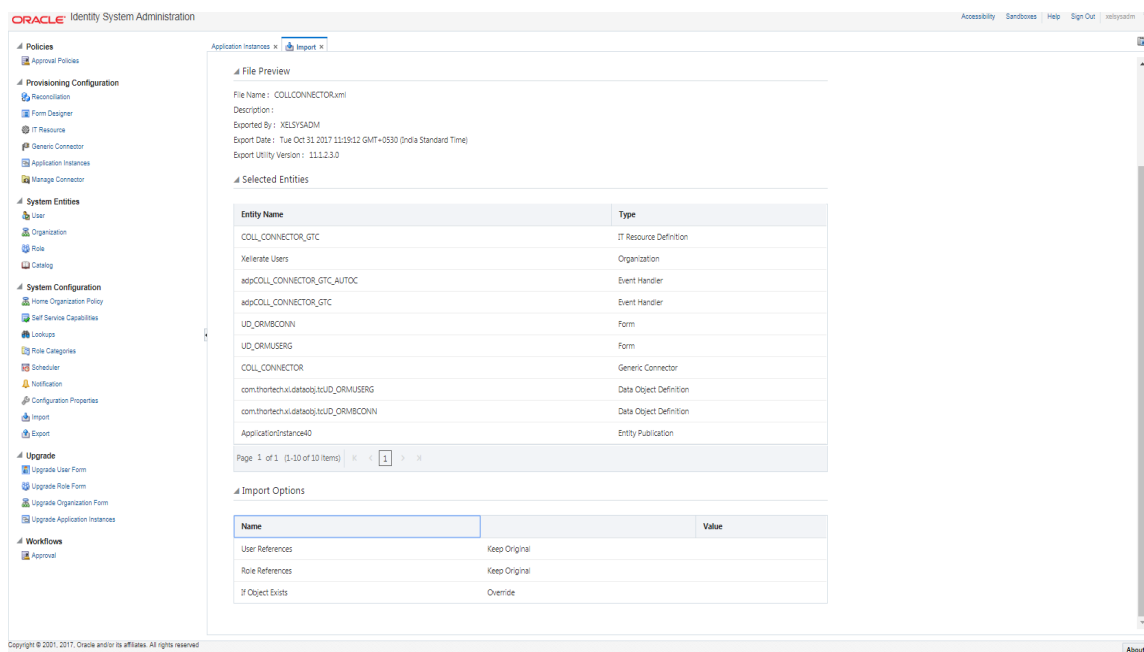 ORACLE® Identity System Administration
Accessibility Sandboxes Help Sign Out xelsysadm
Policies
Approval Policies
Provisioning Configuration
Reconciliation
Form Designer
IT Resource
Generic Connector
Application Instances
Manage Connector
System Entities
User
Organization
Role
Catalog
System Configuration
Home Organization Policy
Self Service Capabilities
Lookups
Role Categories
Scheduler
Notification
Configuration Properties
Import
Export
Upgrade
Upgrade User Form
Upgrade Role Form
Upgrade Organization Form
Upgrade Application Instances
Workflows
Approval
Application Instances × Import ×
File Preview
File Name : COLLCONNECTOR.xml
Description :
Exported By : XELSYSADM
Export Date : Tue Oct 31 2017 11:19:12 GMT+0530 (India Standard Time)
Export Utility Version : 11.1.2.3.0
Selected Entities
Entity Name Type
COLL_CONNECTOR_GTC IT Resource Definition
Xellerate Users Organization
adpCOLL_CONNECTOR_GTC_AUTOC Event Handler
adpCOLL_CONNECTOR_GTC Event Handler
UD_ORMBCONN Form
UD_ORMUSERG Form
COLL_CONNECTOR Generic Connector
com.thortech.xl.dataobj.tcUD_ORMUSERG Data Object Definition
com.thortech.xl.dataobj.tcUD_ORMBCONN Data Object Definition
ApplicationInstance40 Entity Publication
Page 1 of 1 (1-10 of 10 items) 1
Import Options
Name Value
User References Keep Original
Role References Keep Original
If Object Exists Override
Copyright © 2001, 2017, Oracle and/or its affiliates. All rights reserved
About